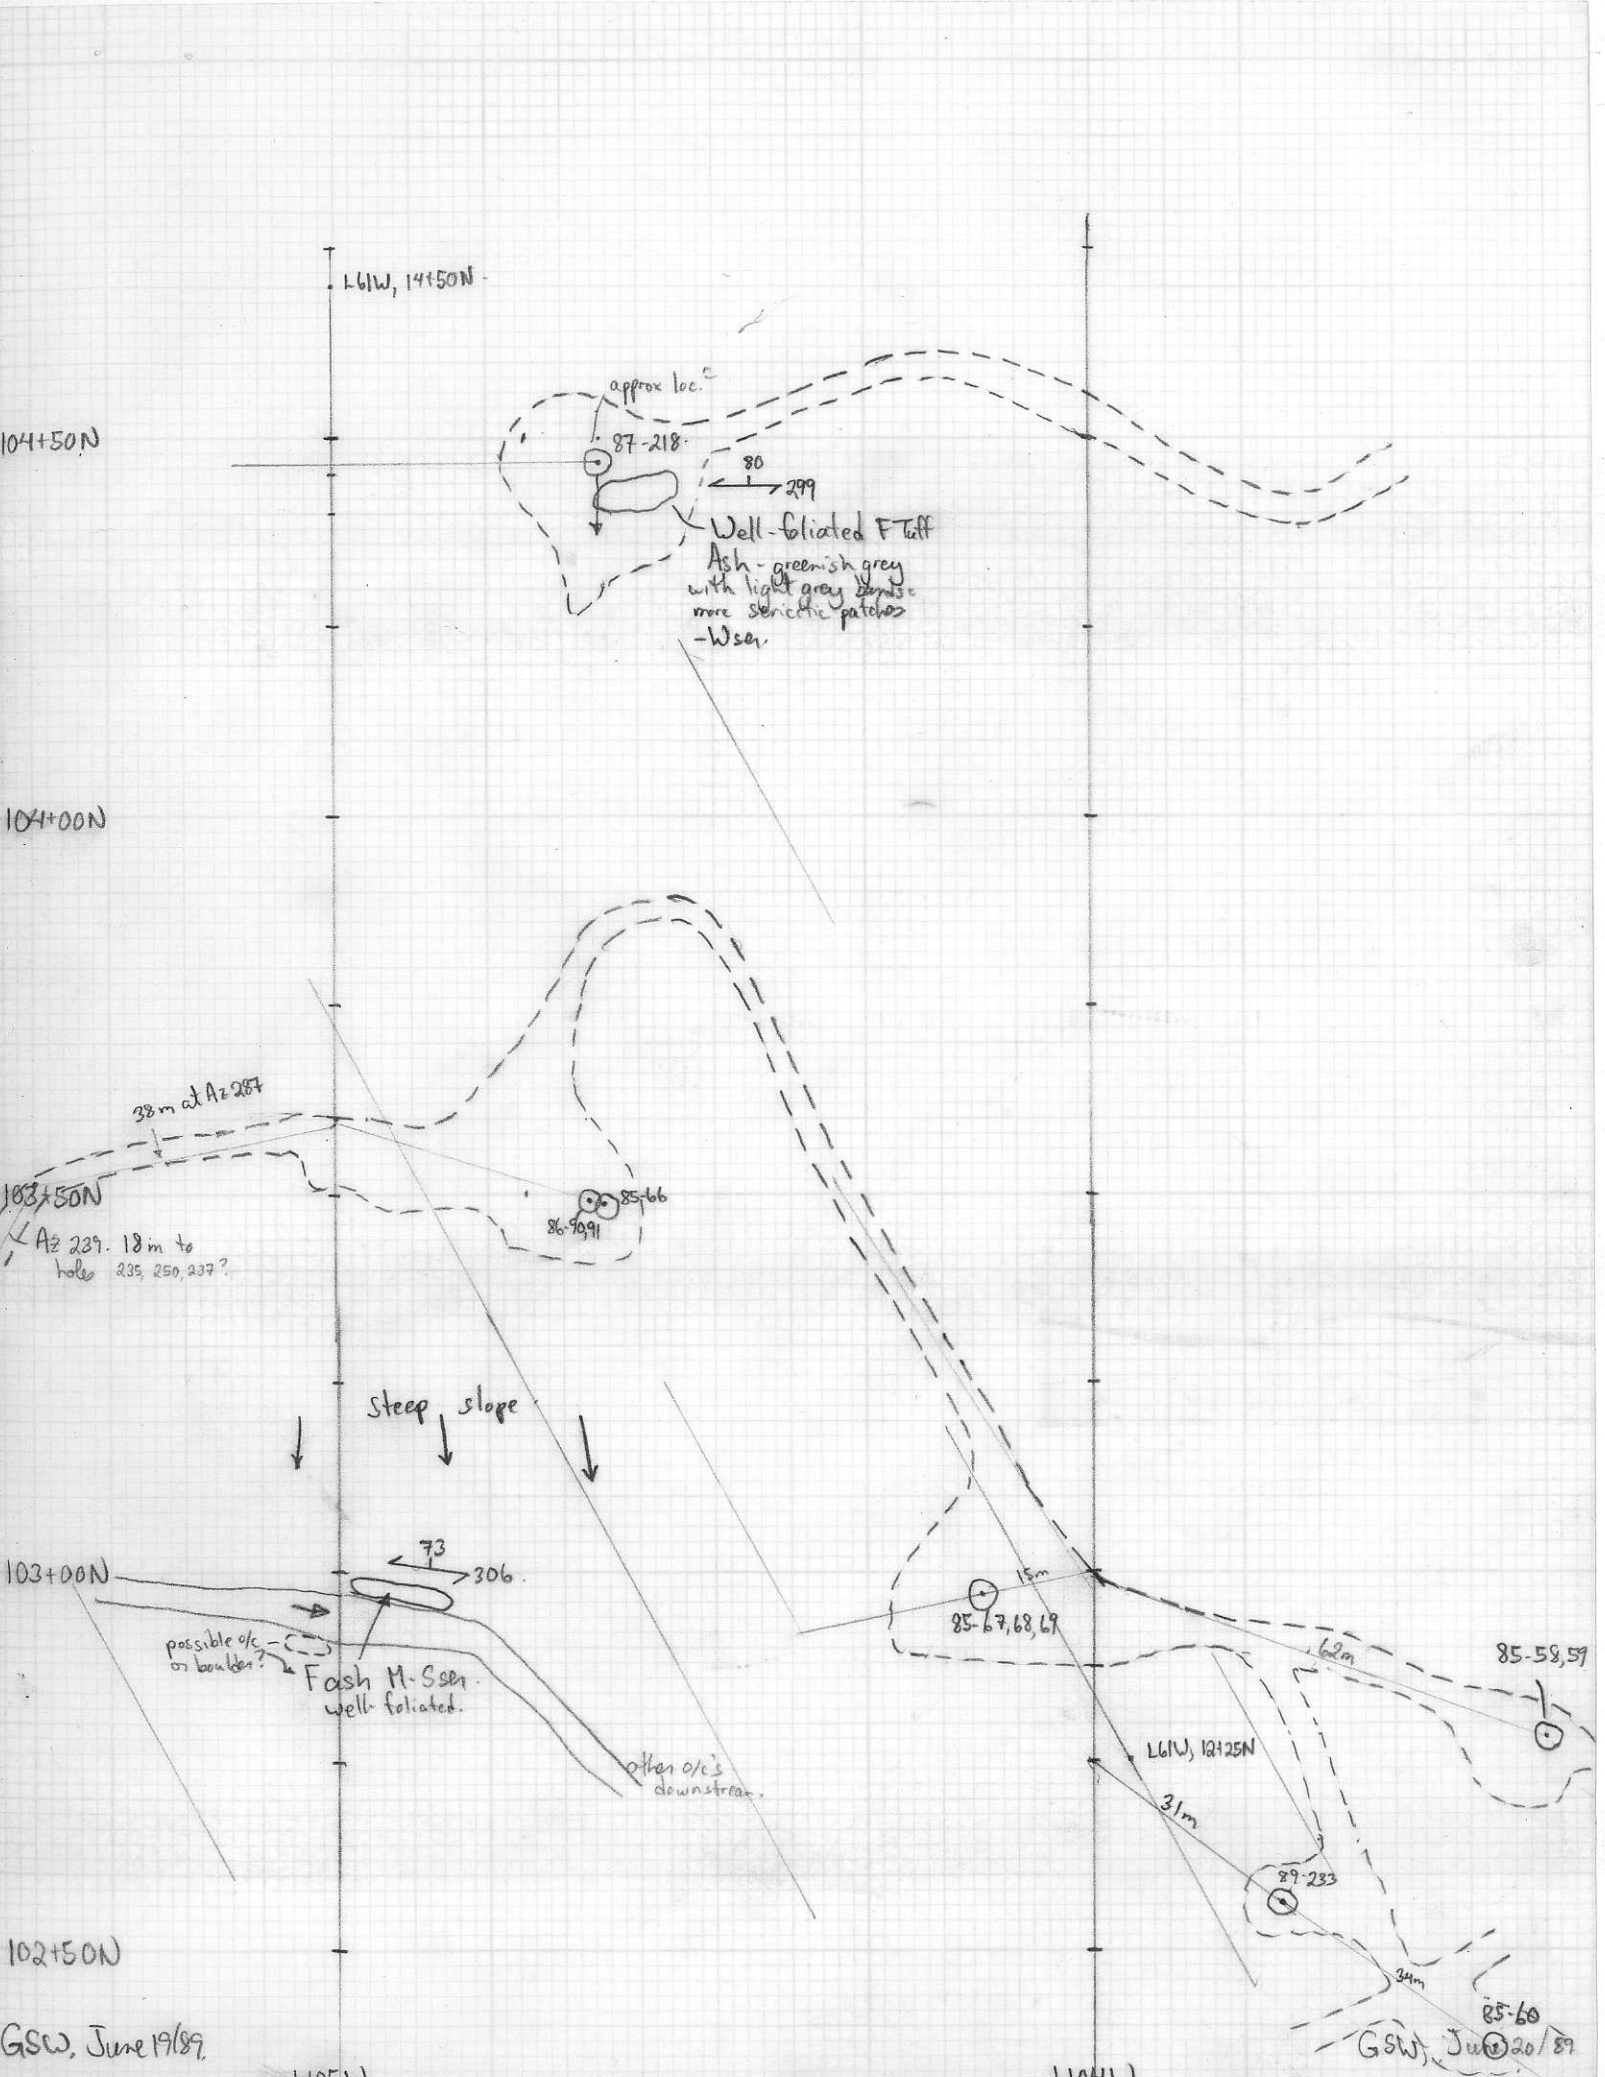 L61W, 14+50N
approx loc.?
104+50N
87-218
80
299
Well-foliated F Tuff
Ash - greenish grey
with light grey bands
more sericitic patches
-Wser.
104+00N
38m at Az 287
103+50N
85-66
86-90,91
Az 239. 18m to
holes 235, 250, 237?
steep slope
73
103+00N
306
15m
85-67,68,69
62m
85-58,59
possible o/c
or boulder?
F ash M-Sser.
well-foliated.
L61W, 12+25N
other o/c's
downstream.
31m
89-233
102+50N
34m
85-60
GSW, June 19/89
GSW, June 20/89